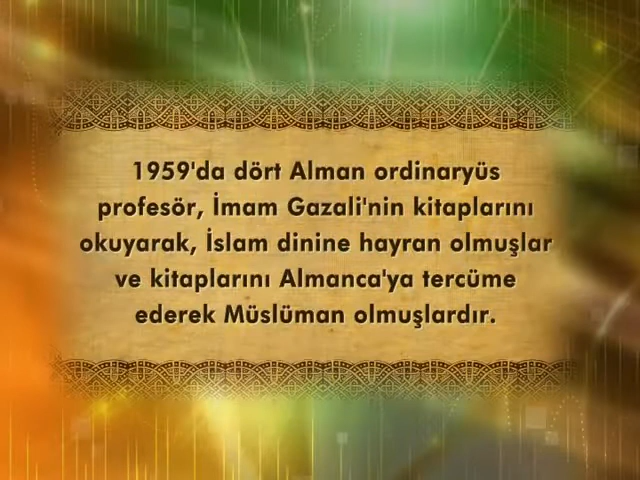 1959'da dört Alman ordinaryüs
profesör, İmam Gazali'nin kitaplarını
okuyarak, İslam dinine hayran olmuşlar
ve kitaplarını Almanca'ya tercüme
ederek Müslüman olmuşlardır.